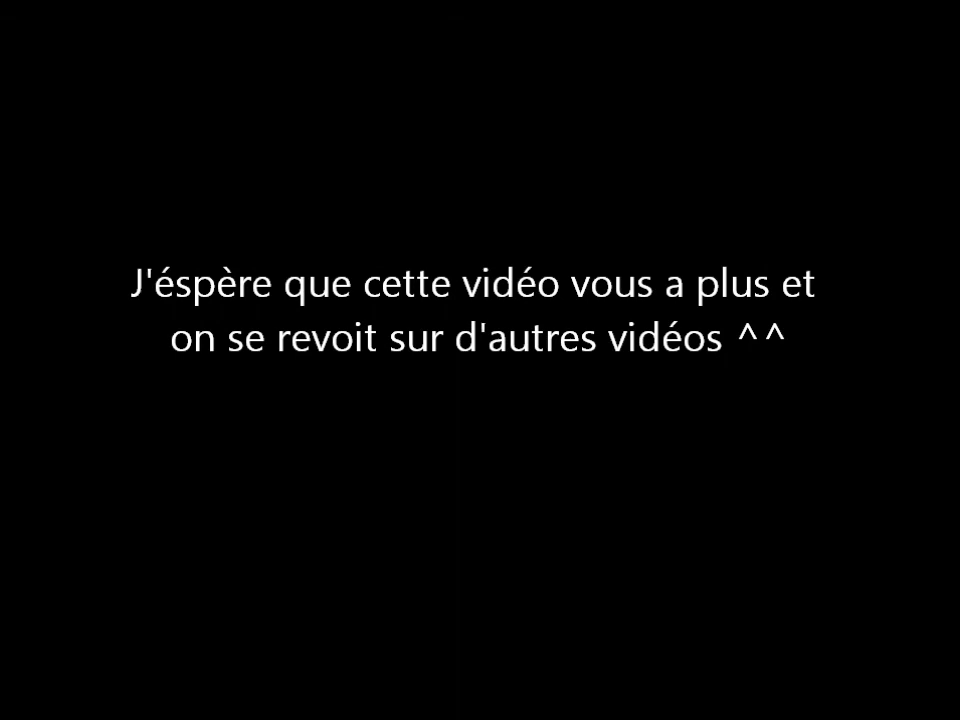 J'éspère que cette vidéo vous a plus et
on se revoit sur d'autres vidéos ^^